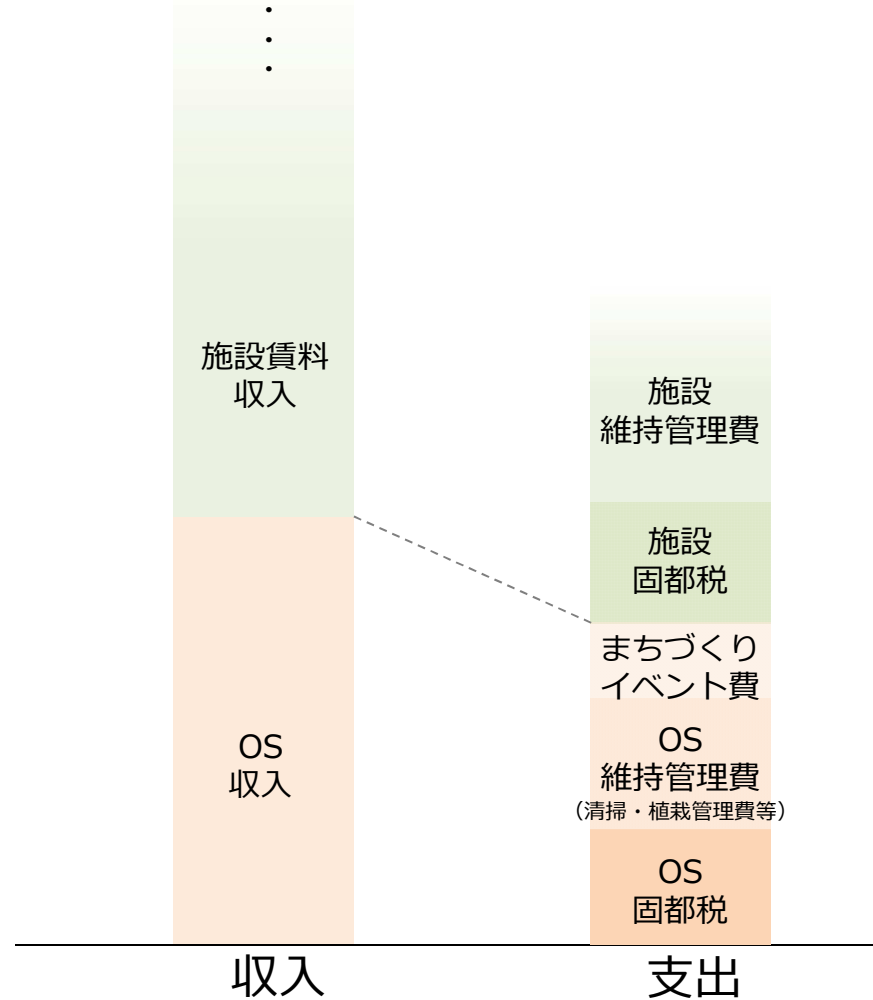 ・
・
・
施設賃料
収入
OS
収入
施設
維持管理費
施設
固都税
まちづくり
イベント費
OS
維持管理費
（清掃・植栽管理費等）
OS
固都税
収入
支出